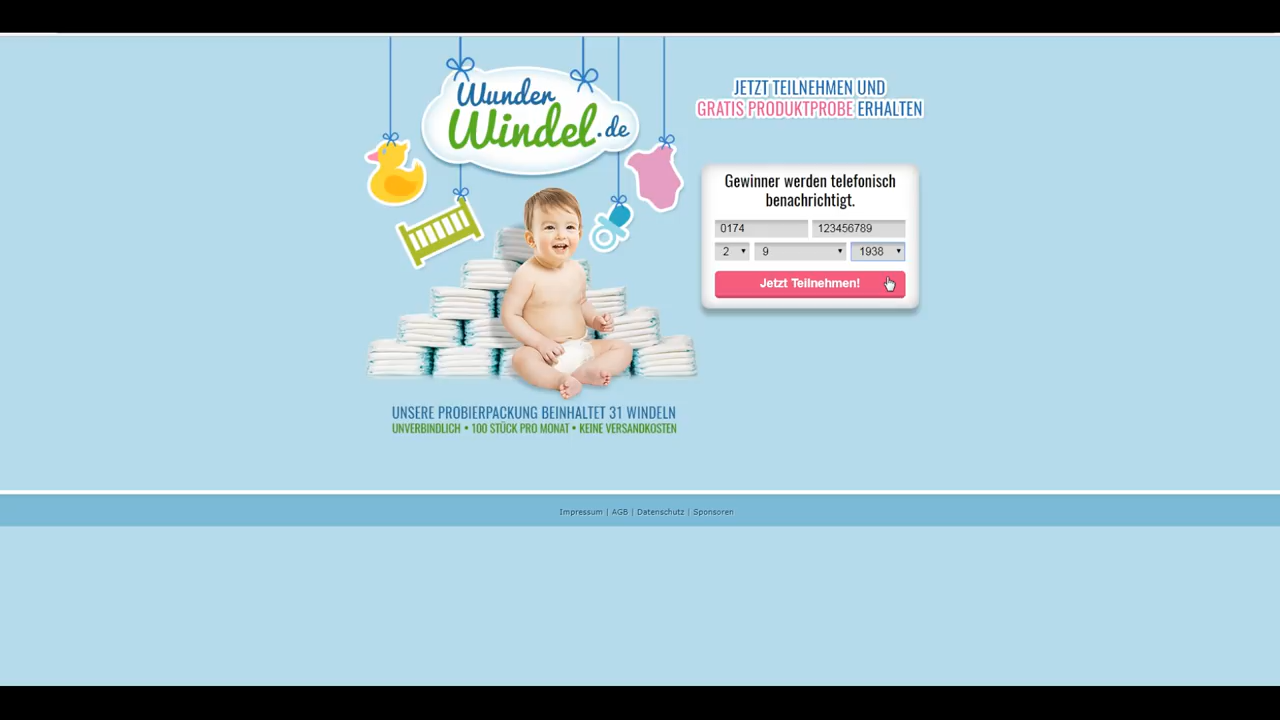 Wunder
Windel.de
JETZT TEILNEHMEN UND
GRATIS PRODUKTPROBE ERHALTEN
Gewinner werden telefonisch
benachrichtigt.
0174 123456789
2 9 1938
Jetzt Teilnehmen!
UNSERE PROBIERPACKUNG BEINHALTET 31 WINDELN
UNVERBINDLICH • 100 STÜCK PRO MONAT • KEINE VERSANDKOSTEN
Impressum | AGB | Datenschutz | Sponsoren